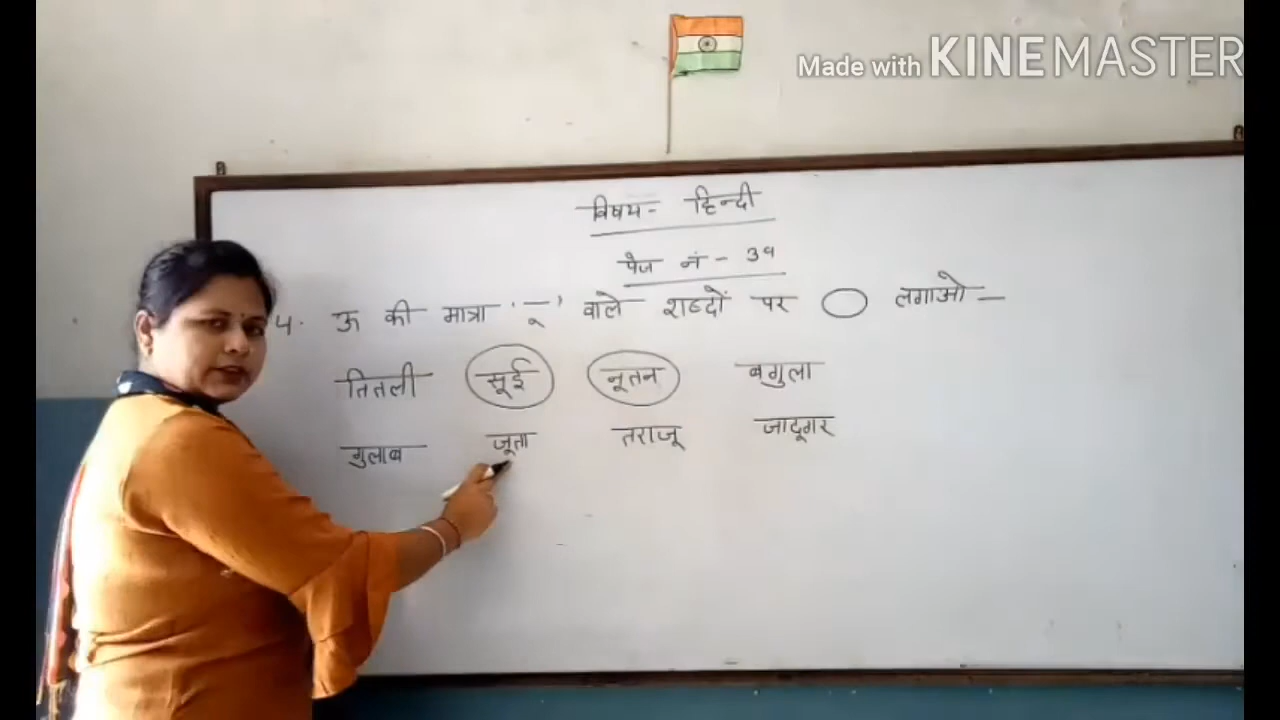 Made with KINEMASTER
विषय - हिन्दी
पेज नं - 39
5. ऊ की मात्रा ' ू ' वाले शब्दों पर ◯ लगाओ —
तितली सूई नूतन बगुला
गुलाब जूता तराजू जादूगर